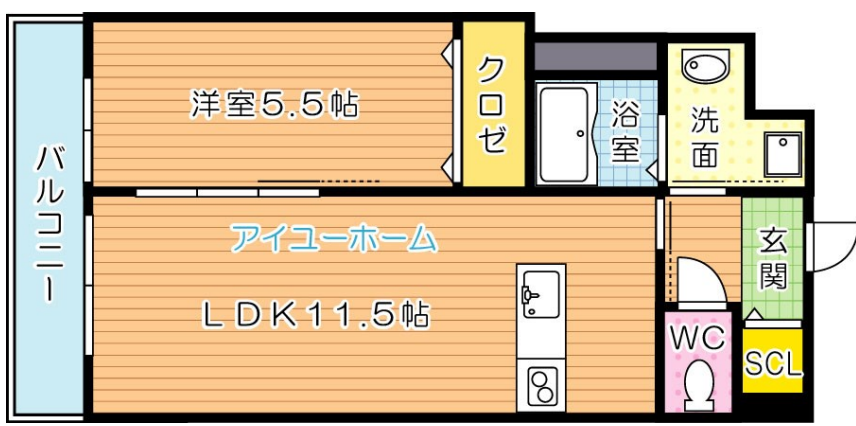 洋室5.5帖
クロゼ
浴室
洗面
バルコニー
アイユーホーム
LDK11.5帖
玄関
WC
SCL